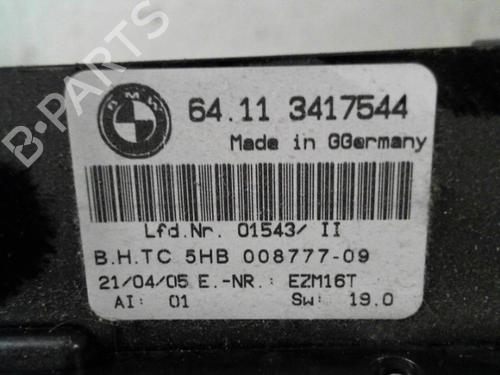 B-PARTS
BMW
64.11 3417544
Made in GGermany
Lfd.Nr. 01543/ II
B.H.TC 5HB 008777-09
21/04/05 E.-NR.: EZM16T
AI: 01 Sw: 19.0